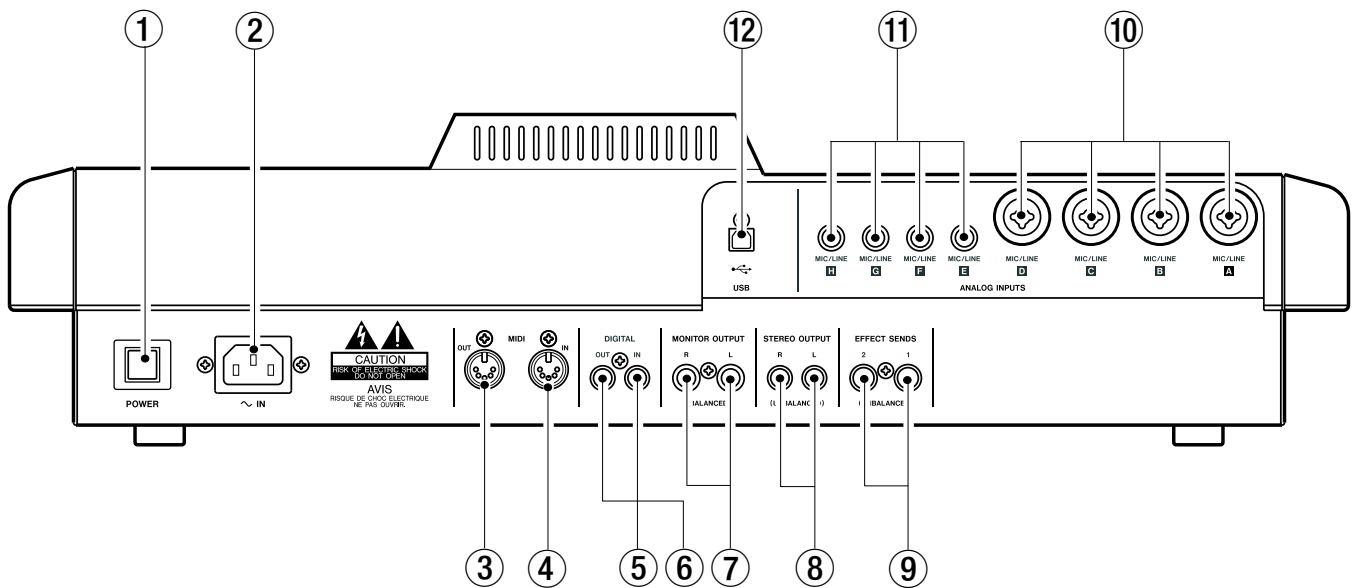 1 2 12 11 10
MIC/LINE MIC/LINE MIC/LINE MIC/LINE MIC/LINE MIC/LINE MIC/LINE MIC/LINE
H G F E D C B A
USB ANALOG INPUTS
POWER
IN
CAUTION
RISK OF ELECTRIC SHOCK
DO NOT OPEN
AVIS
RISQUE DE CHOC ELECTRIQUE
NE PAS OUVRIR.
MIDI
OUT IN
DIGITAL
OUT IN
MONITOR OUTPUT
R L
BALANCED
STEREO OUTPUT
R L
EFFECT SENDS
2 1
3 4 5 6 7 8 9